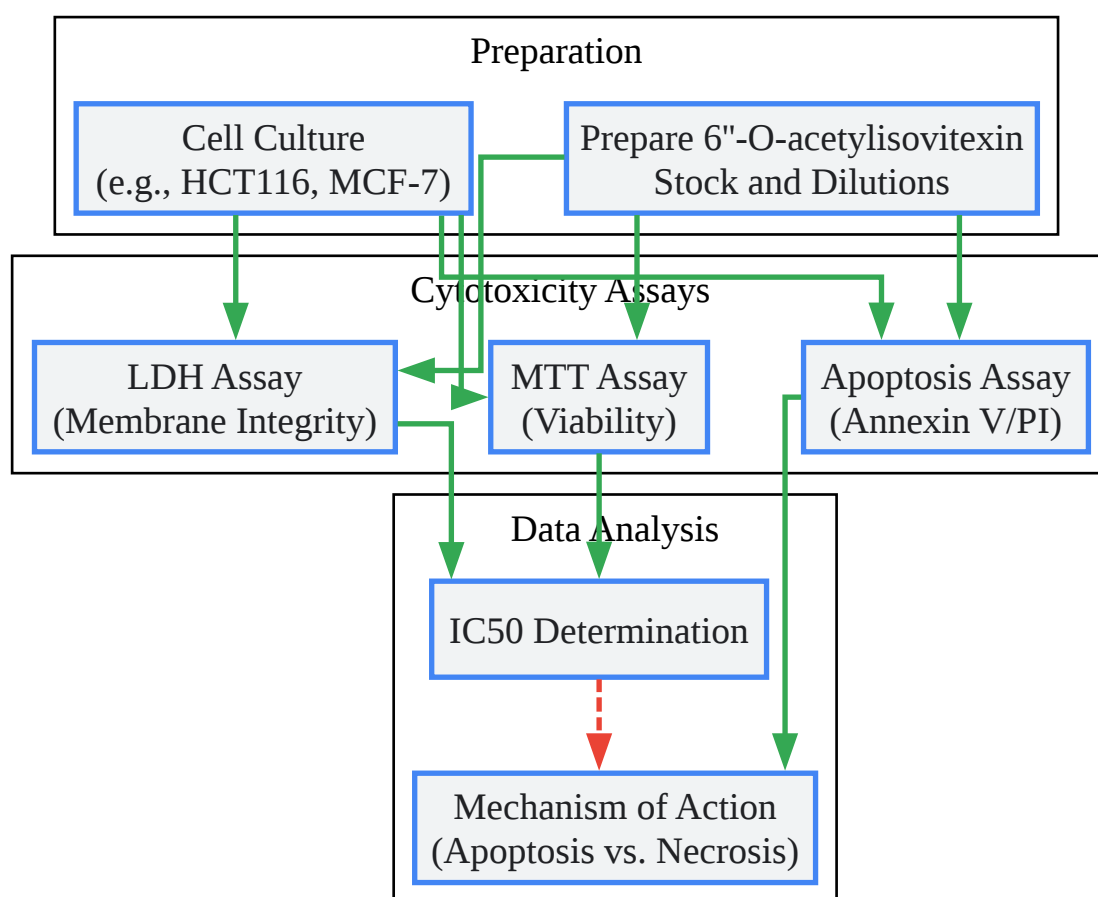 Preparation
Cell Culture
(e.g., HCT116, MCF-7)
Prepare 6"-O-acetylisovitexin
Stock and Dilutions
Cytotoxicity Assays
LDH Assay
(Membrane Integrity)
MTT Assay
(Viability)
Apoptosis Assay
(Annexin V/PI)
Data Analysis
IC50 Determination
Mechanism of Action
(Apoptosis vs. Necrosis)